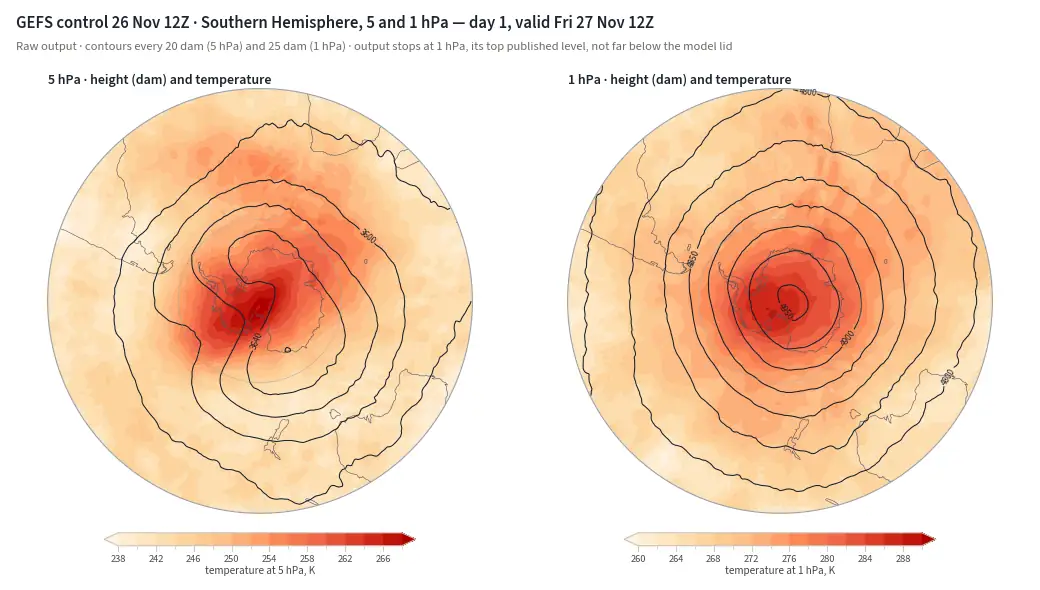 GEFS control 26 Nov 12Z · Southern Hemisphere, 5 and 1 hPa — day 1, valid Fri 27 Nov 12Z
Raw output · contours every 20 dam (5 hPa) and 25 dam (1 hPa) · output stops at 1 hPa, its top published level, not far below the model lid
5 hPa · height (dam) and temperature
1 hPa · height (dam) and temperature
4800
3600
3640
4850
4950
4900
4800
238 242 246 250 254 258 262 266
temperature at 5 hPa, K
260 264 268 272 276 280 284 288
temperature at 1 hPa, K